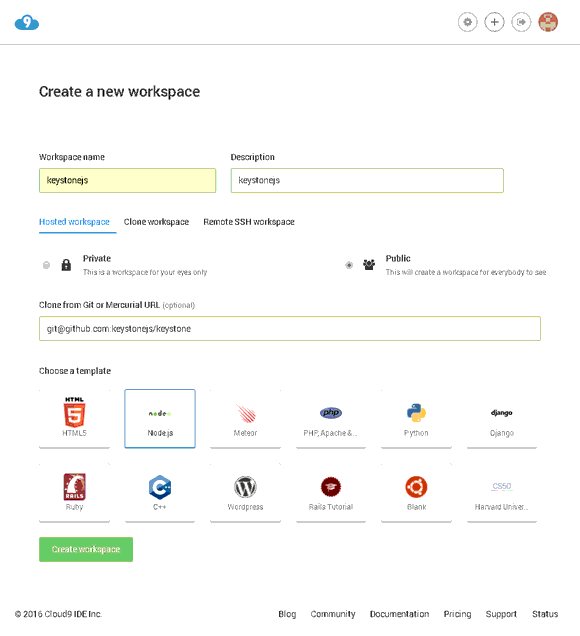 9
Create a new workspace
Workspace name
Description
keystonejs
keystonejs
Hosted workspace
Clone workspace
Remote SSH workspace
Private
This is a workspace for your eyes only
Public
This will create a workspace for everybody to see
Clone from Git or Mercurial URL (optional)
git@github.com:keystonejs/keystone
Choose a template
HTML
5
HTML5
node
Node.js
Meteor
php
PHP, Apache & ...
Python
django
Django
RAILS
Ruby
C++
C++
W
Wordpress
Rails Tutorial
Blank
CS50
Harvard Univer...
Create workspace
© 2016 Cloud9 IDE Inc.
Blog
Community
Documentation
Pricing
Support
Status